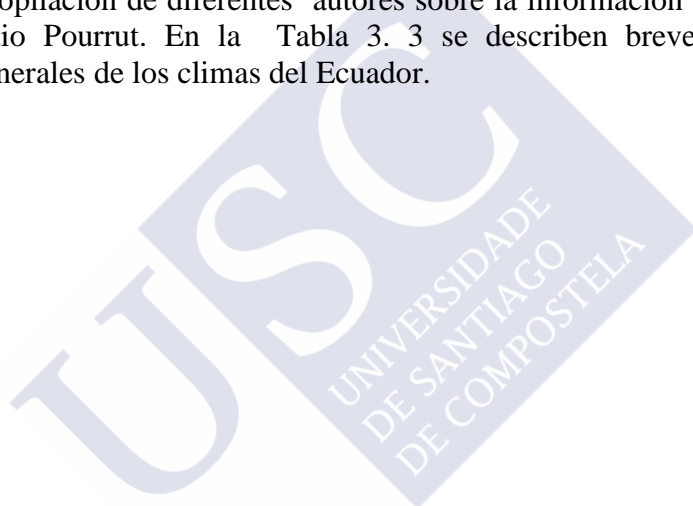 opilación de diferentes autores sobre la información
io Pourrut. En la Tabla 3. 3 se describen breve
nerales de los climas del Ecuador.
USC
UNIVERSIDADE
DE SANTIAGO
DE COMPOSTELA